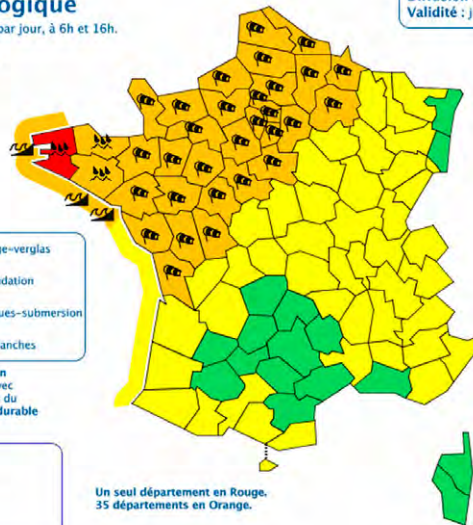 ogique
par jour, à 6h et 16h.
Validité : j
ge-verglas
dation
ues-submersion
anches
n
vec
du
durable
Un seul département en Rouge.
35 départements en Orange.